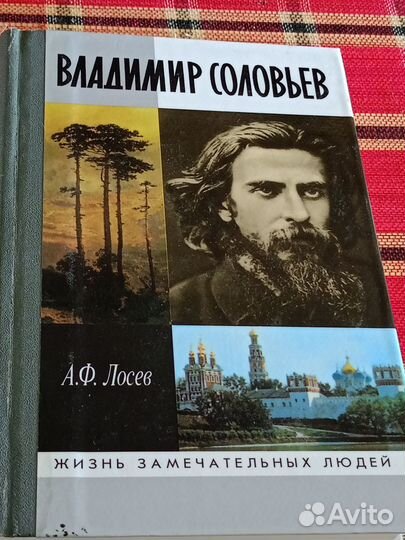 ВЛАДИМИР СОЛОВЬЕВ
А.Ф. Лосев
ЖИЗНЬ ЗАМЕЧАТЕЛЬНЫХ ЛЮДЕЙ
Avito